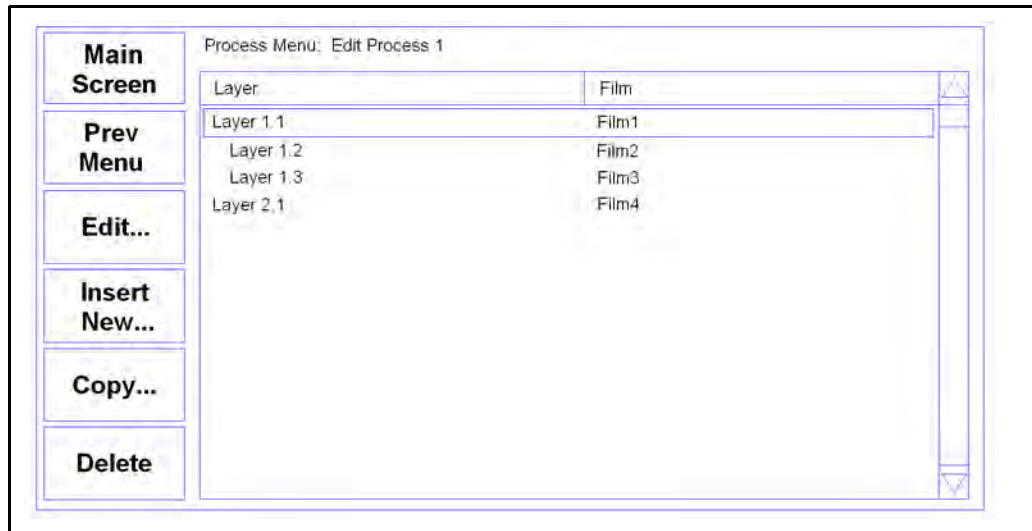 Main
Screen
Prev
Menu
Edit...
Insert
New...
Copy...
Delete
Process Menu: Edit Process 1
Layer Film
Layer 1.1 Film1
Layer 1.2 Film2
Layer 1.3 Film3
Layer 2.1 Film4